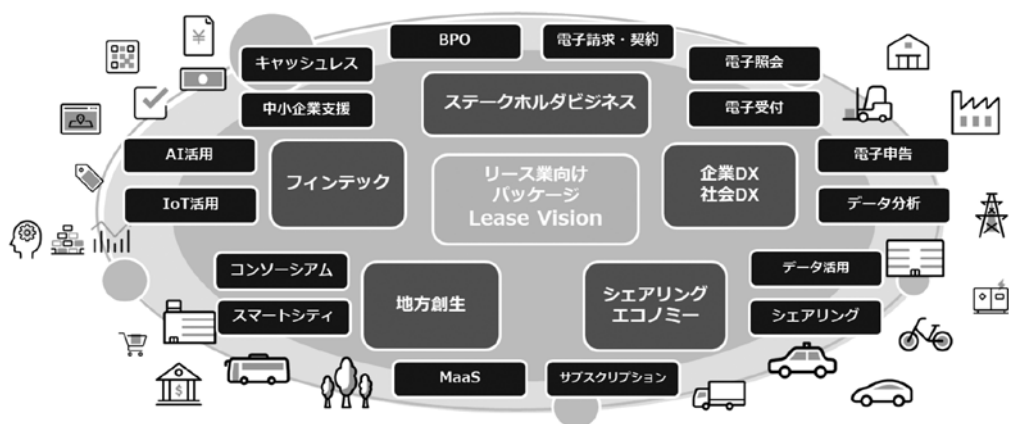 BPO
電子請求・契約
キャッシュレス
電子照会
ステークホルダビジネス
中小企業支援
電子受付
AI活用
電子申告
フィンテック
リース業向け
パッケージ
Lease Vision
企業DX
社会DX
IoT活用
データ分析
コンソーシアム
データ活用
地方創生
シェアリング
エコノミー
スマートシティ
シェアリング
MaaS
サブスクリプション
¥
$